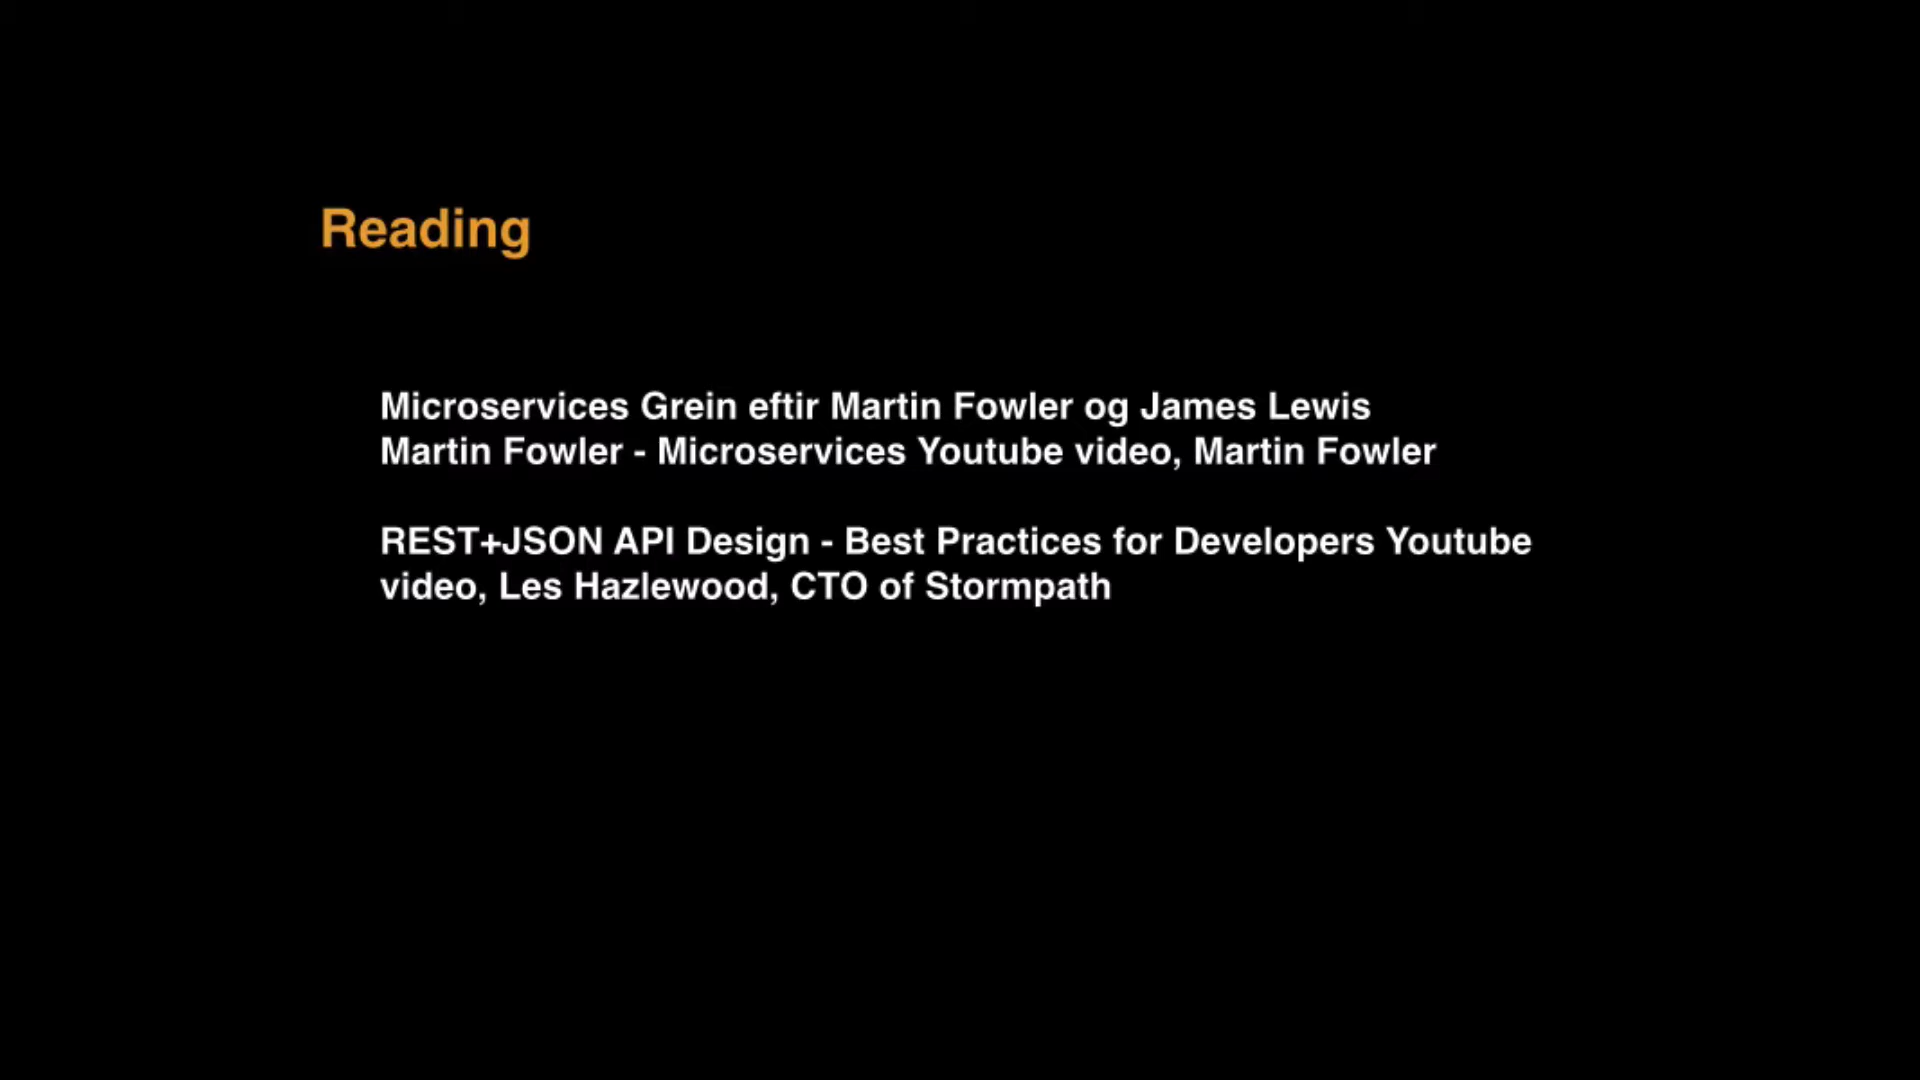 Reading
Microservices Grein eftir Martin Fowler og James Lewis
Martin Fowler - Microservices Youtube video, Martin Fowler
REST+JSON API Design - Best Practices for Developers Youtube
video, Les Hazlewood, CTO of Stormpath